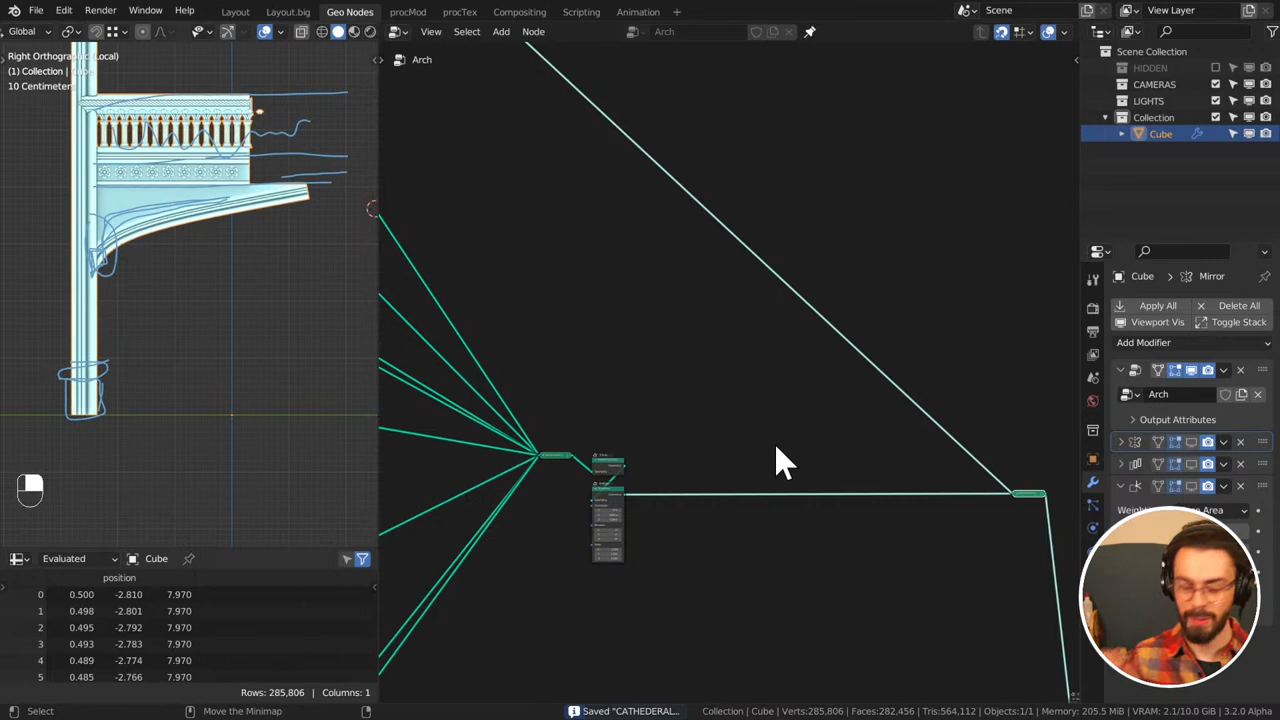 File Edit Render Window Help
Layout Layout.big Geo Nodes procMod procTex Compositing Scripting Animation +
Scene View Layer
Global
View Select Add Node Arch
Right Orthographic (Local)
(1) Collection |
10 Centimeters
Arch
Scene Collection
HIDDEN
CAMERAS
LIGHTS
Collection
Cube
Cube > Mirror
Apply All Delete All
Viewport Vis Toggle Stack
Add Modifier
Arch
Output Attributes
Area
Evaluated Cube
position
0 0.500 -2.810 7.970
1 0.498 -2.801 7.970
2 0.495 -2.792 7.970
3 0.493 -2.783 7.970
4 0.489 -2.774 7.970
5 0.485 -2.766 7.970
Rows: 285,806 | Columns: 1
Select Move the Minimap Saved "CATHEDERAL... Collection | Cube | Verts:285,806 | Faces:282,456 | Tris:564,112 | Objects:1/1 | Memory: 205.5 MiB | VRAM: 2.1/10.0 GiB | 3.2.0 Alpha